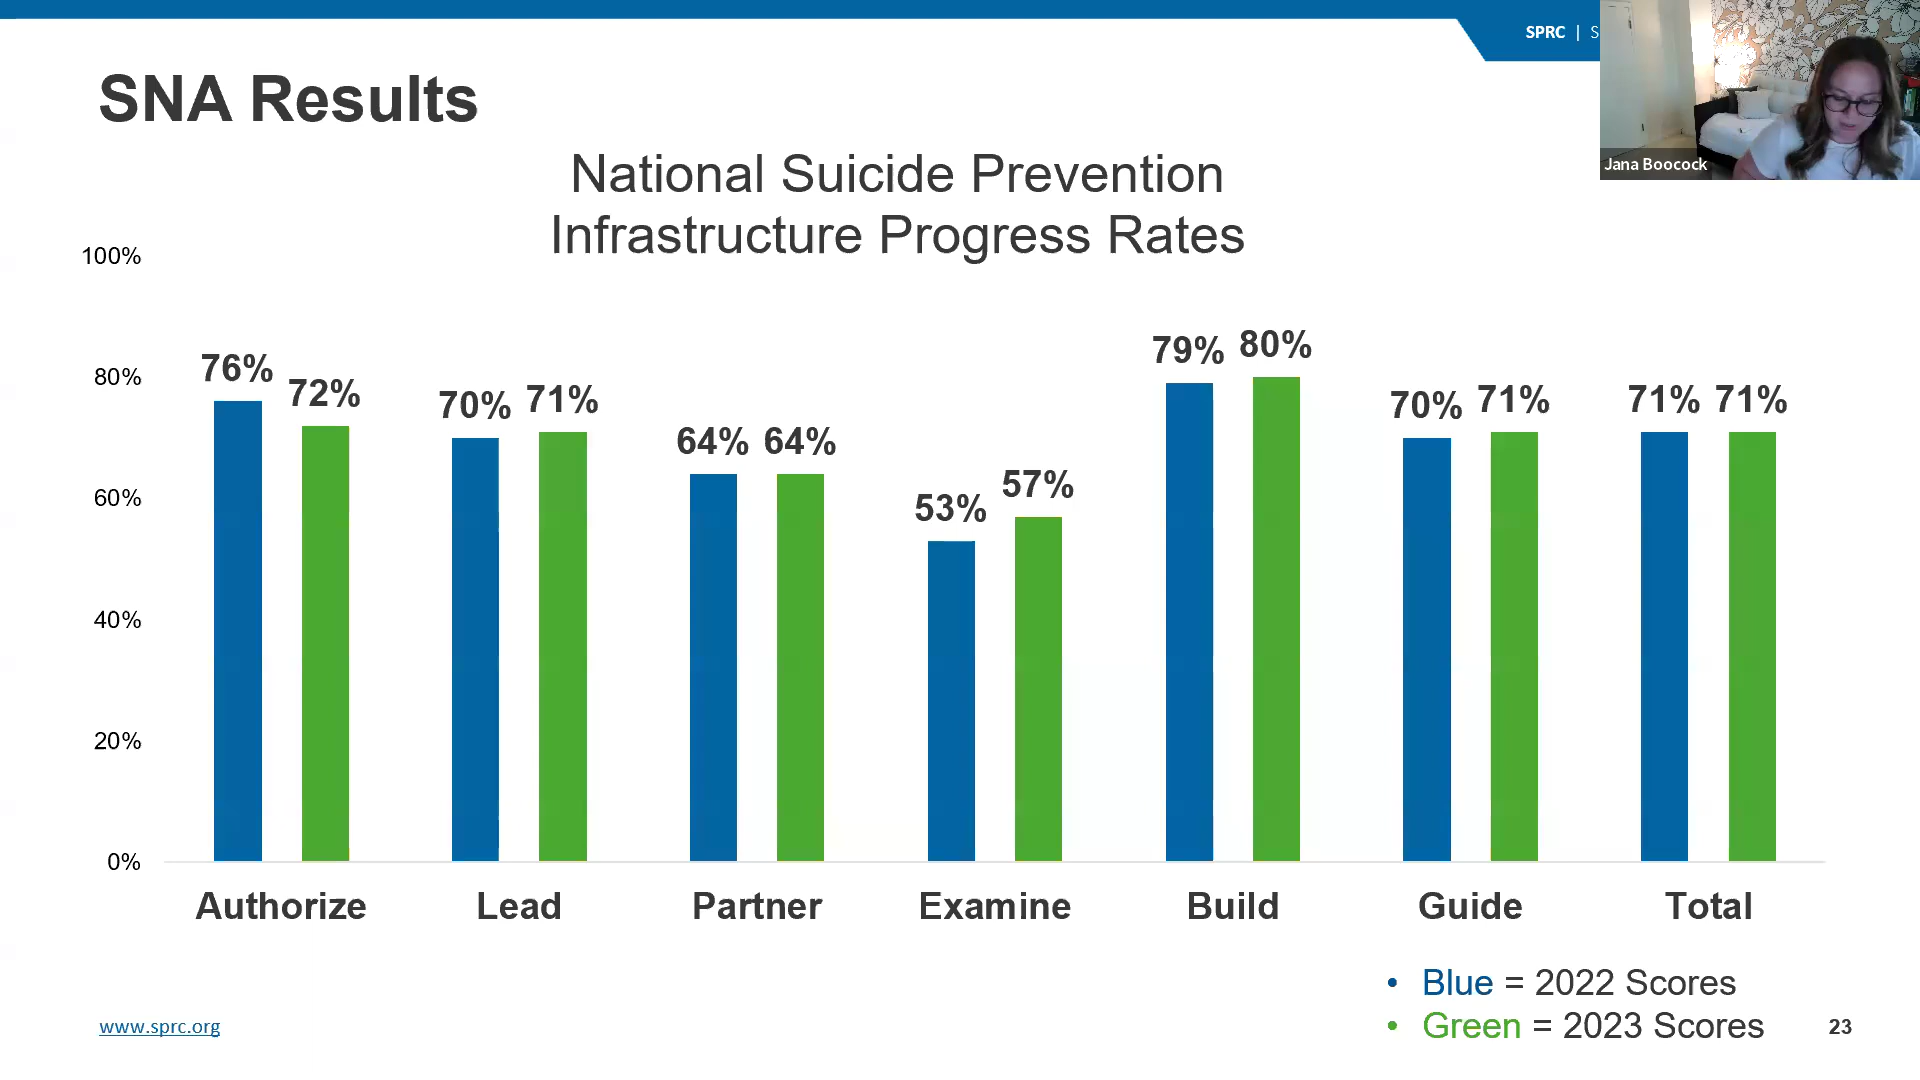 SPRC | S
SNA Results
Jana Boocock
National Suicide Prevention
Infrastructure Progress Rates
100%
80%
60%
40%
20%
0%
76% 72% 70% 71% 64% 64% 53% 57% 79% 80% 70% 71% 71% 71%
Authorize Lead Partner Examine Build Guide Total
• Blue = 2022 Scores
• Green = 2023 Scores
www.sprc.org
23